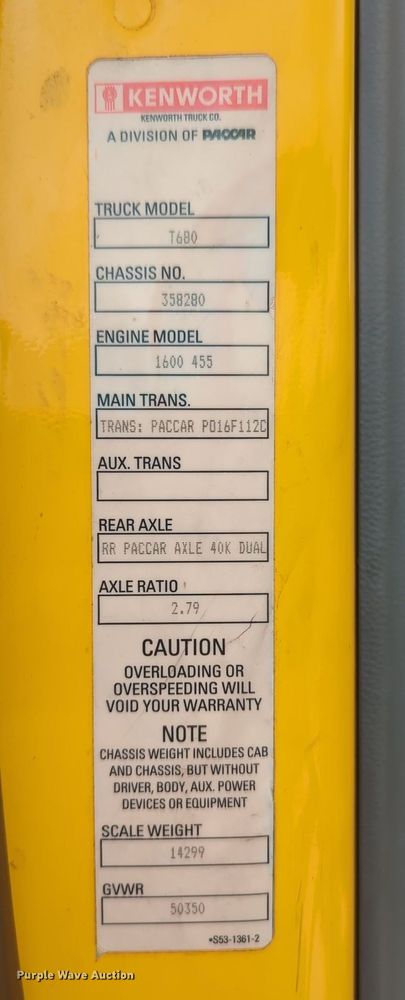 KENWORTH
KENWORTH TRUCK CO.
A DIVISION OF PACCAR
TRUCK MODEL
T680
CHASSIS NO.
358280
ENGINE MODEL
1600 455
MAIN TRANS.
TRANS: PACCAR PO16F112C
AUX. TRANS
REAR AXLE
RR PACCAR AXLE 40K DUAL
AXLE RATIO
2.79
CAUTION
OVERLOADING OR
OVERSPEEDING WILL
VOID YOUR WARRANTY
NOTE
CHASSIS WEIGHT INCLUDES CAB
AND CHASSIS, BUT WITHOUT
DRIVER, BODY, AUX. POWER
DEVICES OR EQUIPMENT
SCALE WEIGHT
14299
GVWR
50350
*S53-1361-2
Purple Wave Auction